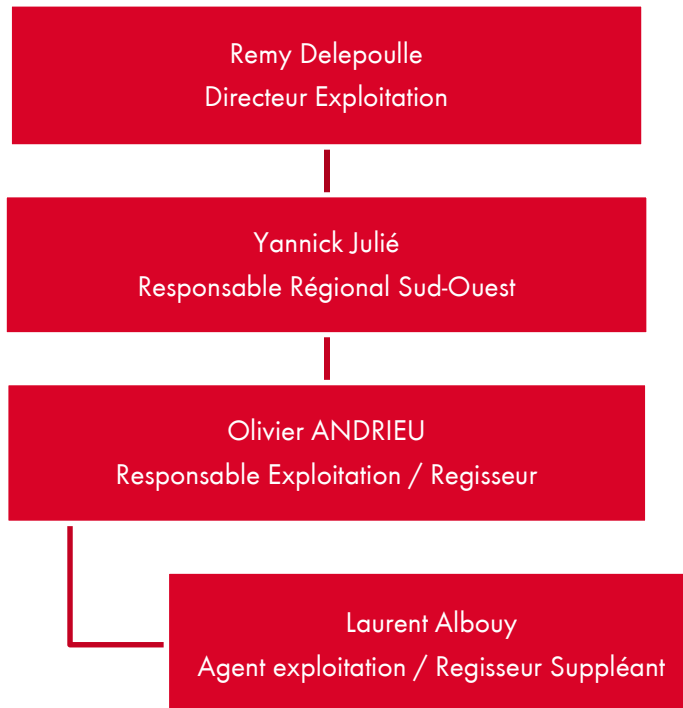 Remy Delepoulle
Directeur Exploitation
Yannick Julié
Responsable Régional Sud-Ouest
Olivier ANDRIEU
Responsable Exploitation / Regisseur
Laurent Albouy
Agent exploitation / Regisseur Suppléant